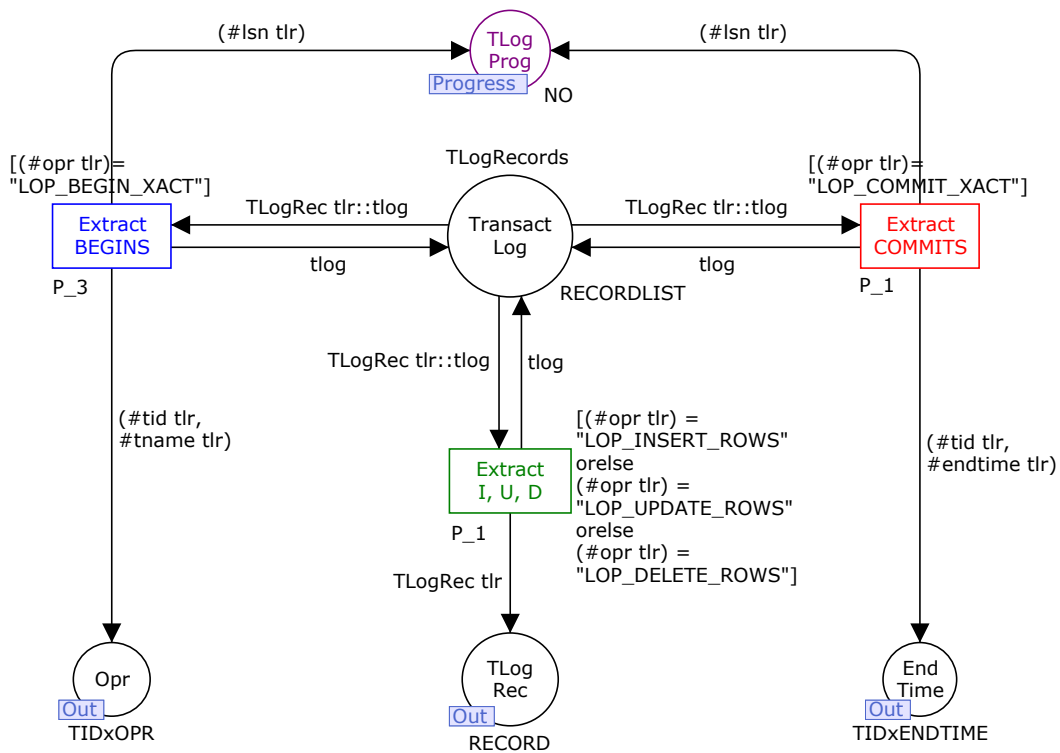 (#lsn tlr)
(#lsn tlr)
TLog
Prog
Progress
NO
[(#opr tlr)=
"LOP_BEGIN_XACT"]
TLogRecords
[(#opr tlr)=
"LOP_COMMIT_XACT"]
Extract
BEGINS
TLogRec tlr::tlog
Transact
Log
TLogRec tlr::tlog
Extract
COMMITS
tlog
tlog
P_3
RECORDLIST
P_1
TLogRec tlr::tlog
tlog
(#tid tlr,
#tname tlr)
[(#opr tlr) =
"LOP_INSERT_ROWS"
orelse
(#opr tlr) =
"LOP_UPDATE_ROWS"
orelse
(#opr tlr) =
"LOP_DELETE_ROWS"]
(#tid tlr,
#endtime tlr)
Extract
I, U, D
P_1
TLogRec tlr
Opr
Out
TIDxOPR
TLog
Rec
Out
RECORD
End
Time
Out
TIDxENDTIME